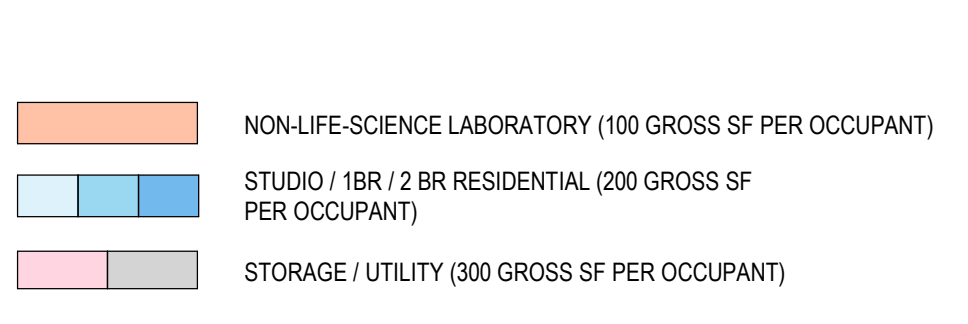 NON-LIFE-SCIENCE LABORATORY (100 GROSS SF PER OCCUPANT)
STUDIO / 1BR / 2 BR RESIDENTIAL (200 GROSS SF
PER OCCUPANT)
STORAGE / UTILITY (300 GROSS SF PER OCCUPANT)